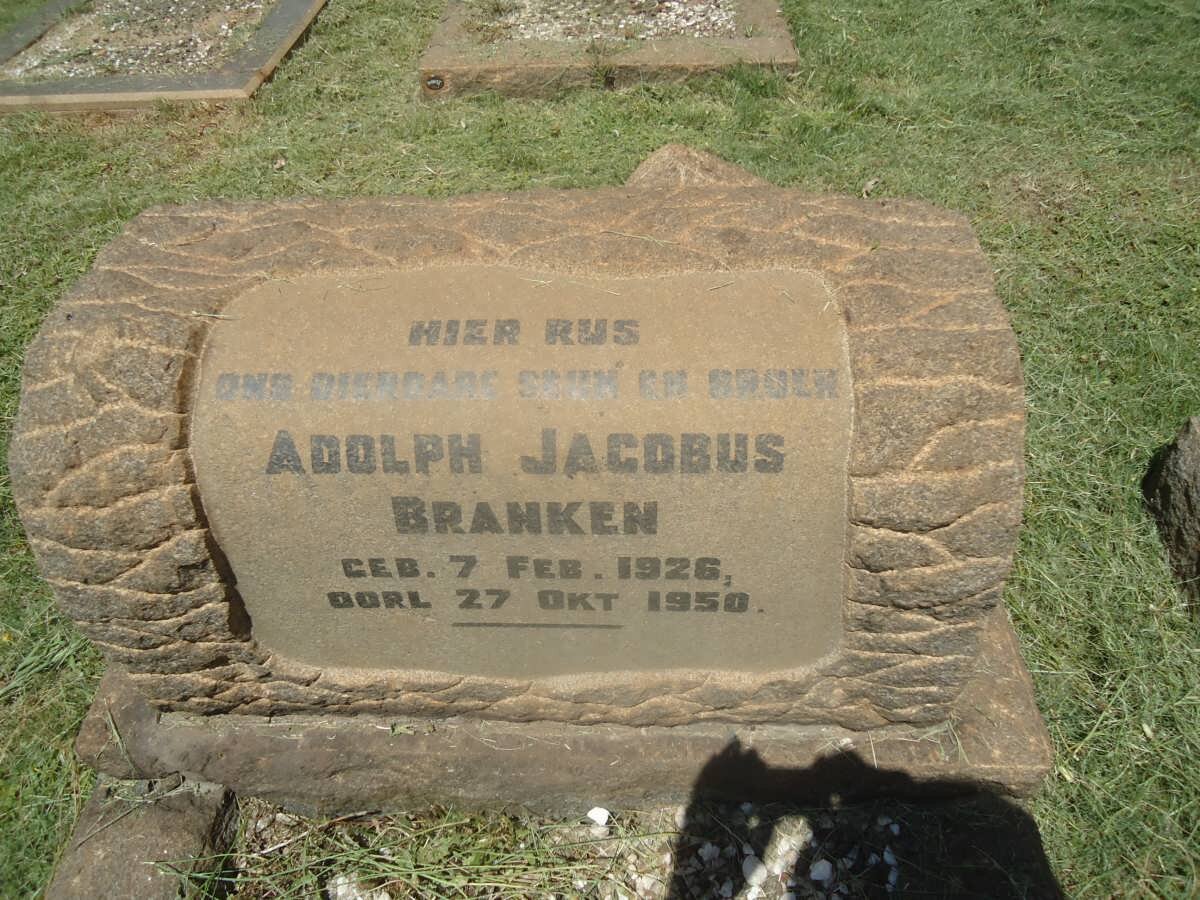 HIER RUS
ONS DIERBARE SEUN EN BROER
ADOLPH JACOBUS
BRANKEN
GEB. 7 FEB. 1926,
OORL 27 OKT 1950.